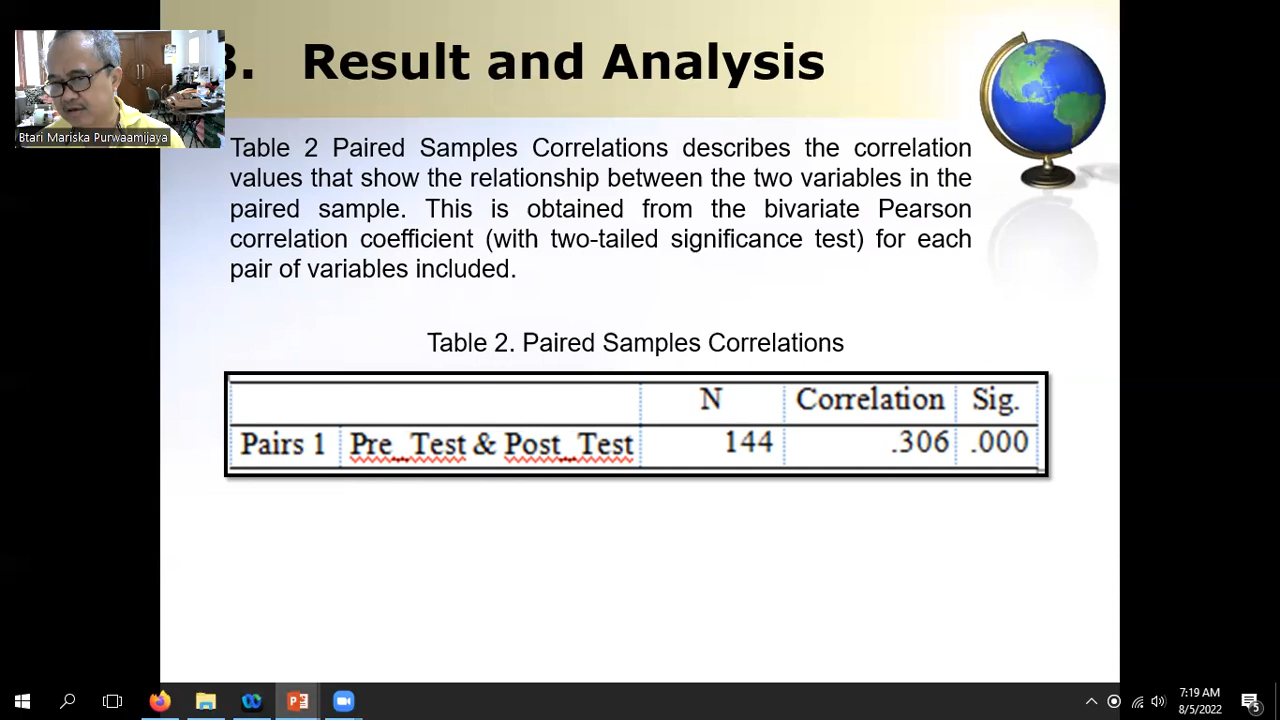 3. Result and Analysis
Btari Mariska Purwaamijaya
Table 2 Paired Samples Correlations describes the correlation
values that show the relationship between the two variables in the
paired sample. This is obtained from the bivariate Pearson
correlation coefficient (with two-tailed significance test) for each
pair of variables included.
Table 2. Paired Samples Correlations
N Correlation Sig.
Pairs 1 Pre_Test & Post_Test 144 .306 .000
7:19 AM
8/5/2022
5